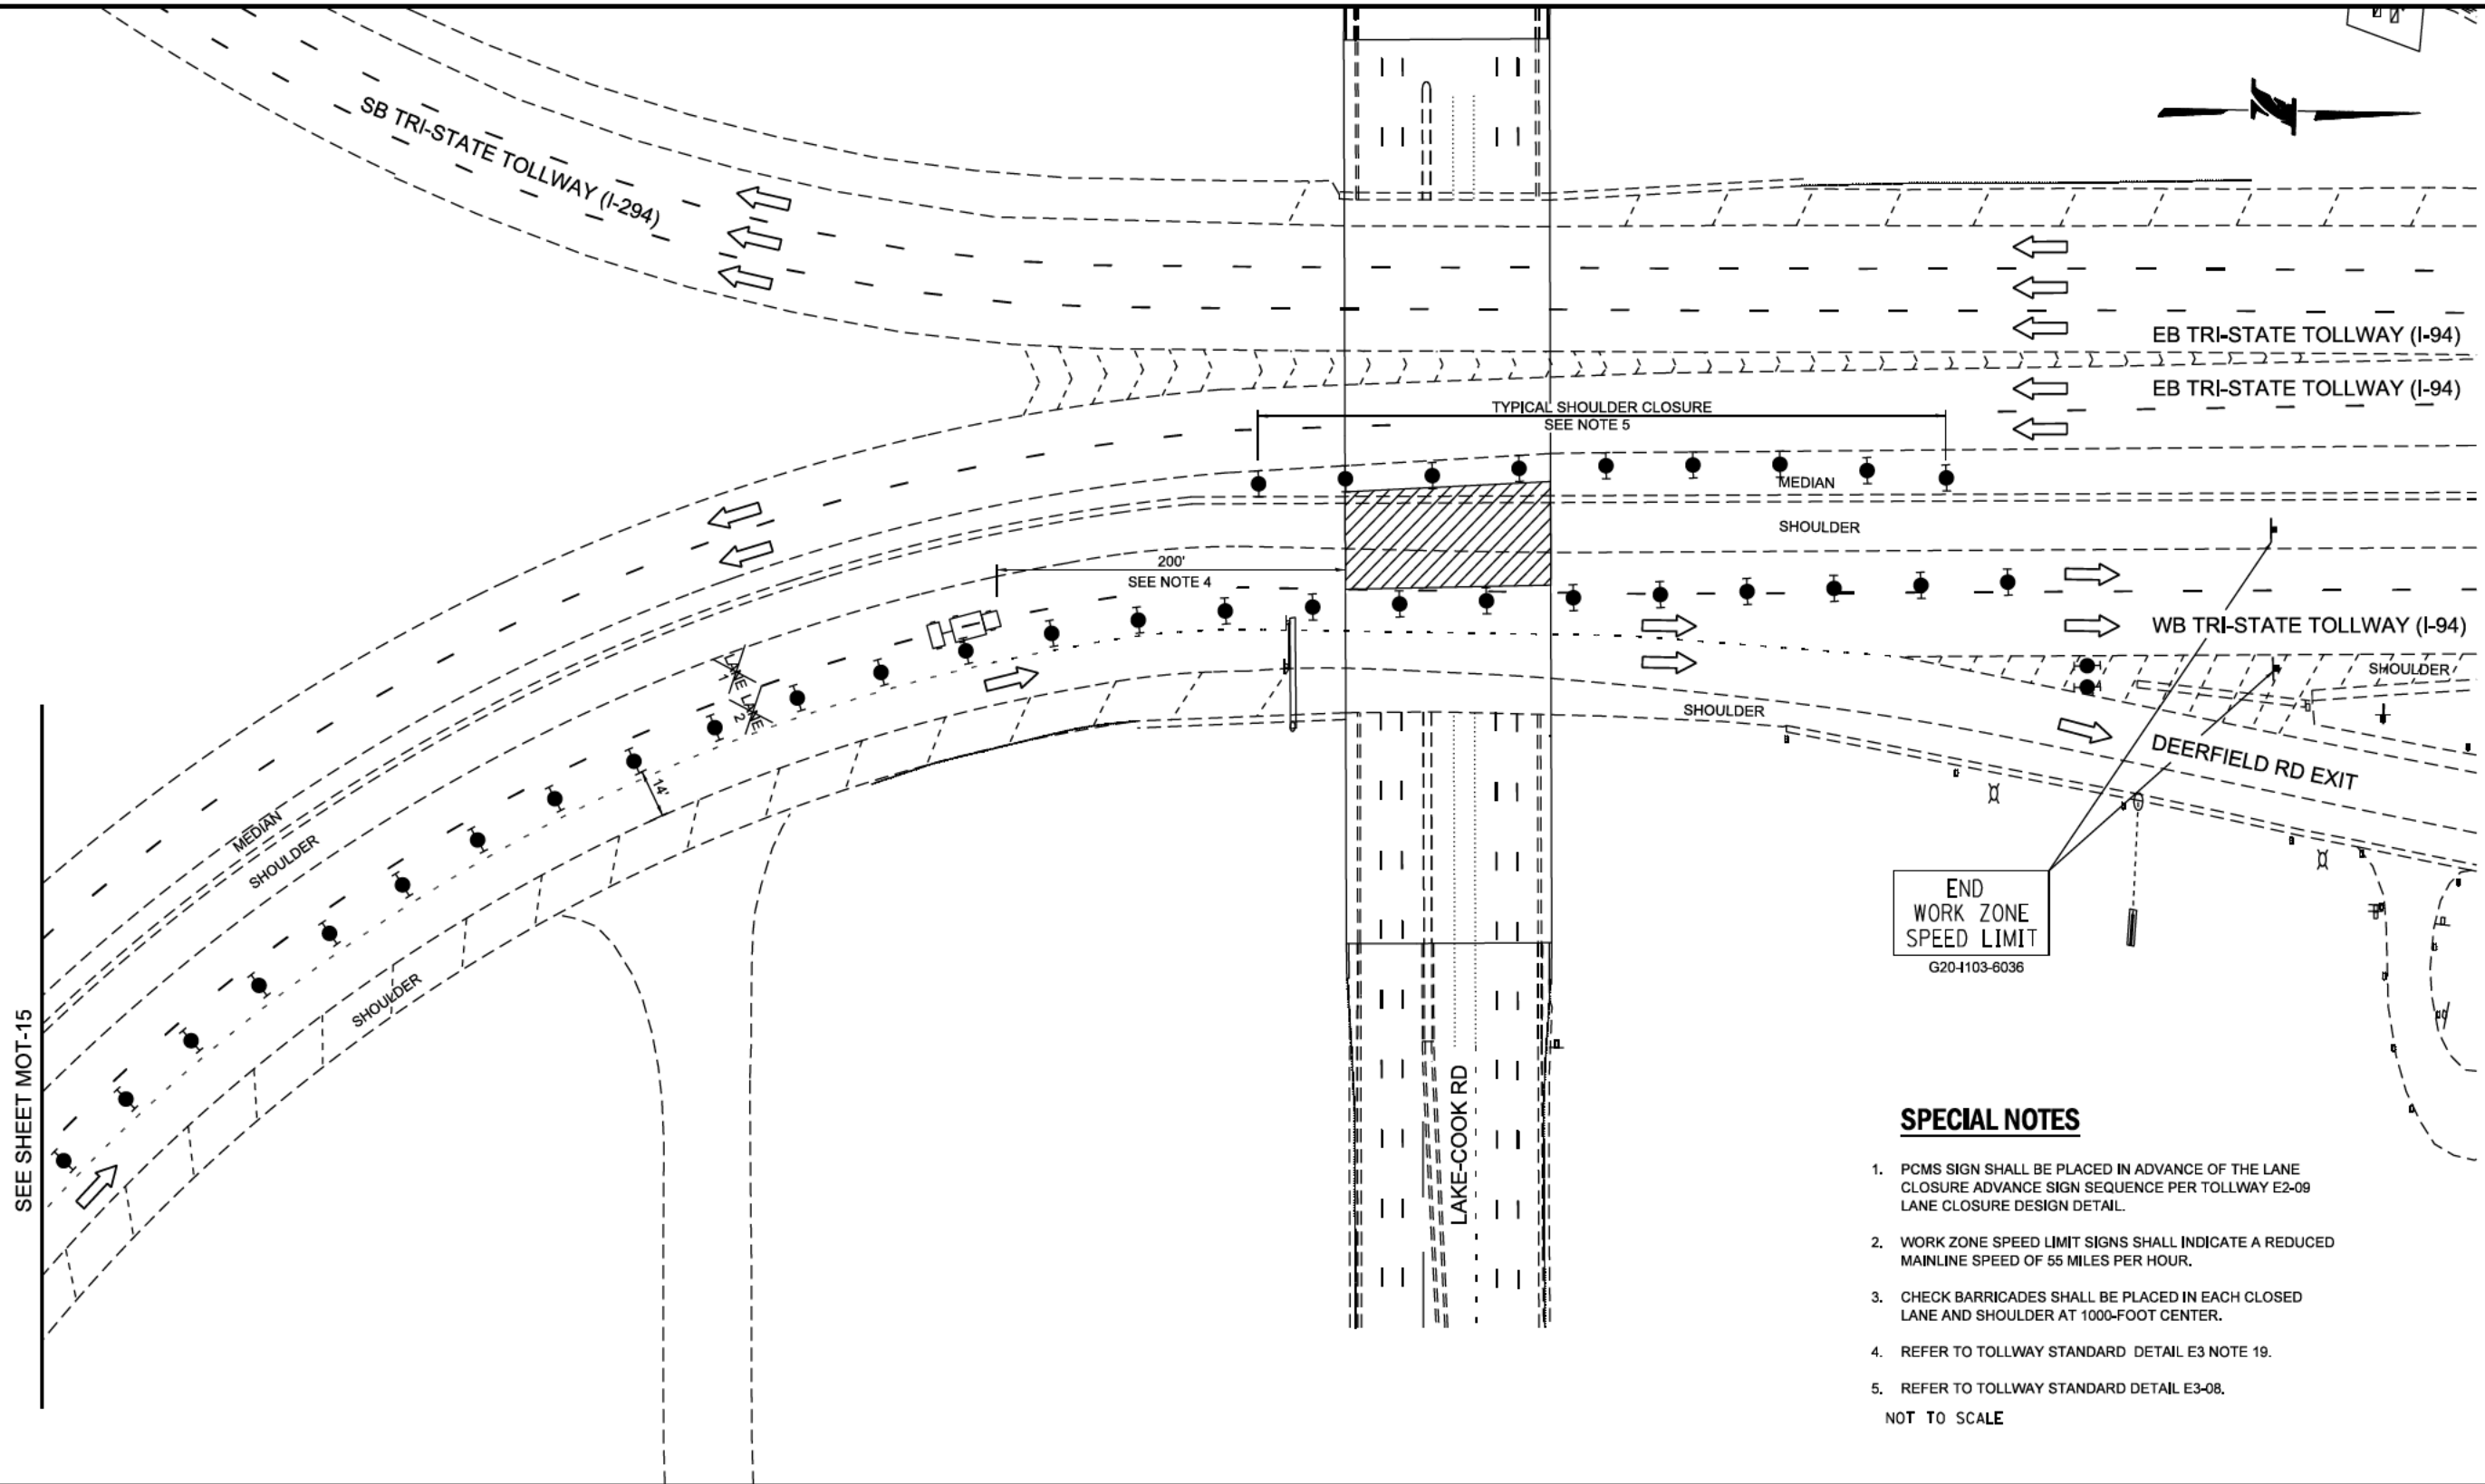 SB TRI-STATE TOLLWAY (I-294)
N
EB TRI-STATE TOLLWAY (I-94)
EB TRI-STATE TOLLWAY (I-94)
TYPICAL SHOULDER CLOSURE
SEE NOTE 5
MEDIAN
SHOULDER
200'
SEE NOTE 4
WB TRI-STATE TOLLWAY (I-94)
SHOULDER
LANE
1
LANE
2
SHOULDER
DEERFIELD RD EXIT
14'
MEDIAN
SHOULDER
SHOULDER
END
WORK ZONE
SPEED LIMIT
G20-I103-6036
SEE SHEET MOT-15
LAKE-COOK RD
SPECIAL NOTES
1. PCMS SIGN SHALL BE PLACED IN ADVANCE OF THE LANE
CLOSURE ADVANCE SIGN SEQUENCE PER TOLLWAY E2-09
LANE CLOSURE DESIGN DETAIL.
2. WORK ZONE SPEED LIMIT SIGNS SHALL INDICATE A REDUCED
MAINLINE SPEED OF 55 MILES PER HOUR.
3. CHECK BARRICADES SHALL BE PLACED IN EACH CLOSED
LANE AND SHOULDER AT 1000-FOOT CENTER.
4. REFER TO TOLLWAY STANDARD DETAIL E3 NOTE 19.
5. REFER TO TOLLWAY STANDARD DETAIL E3-08.
NOT TO SCALE